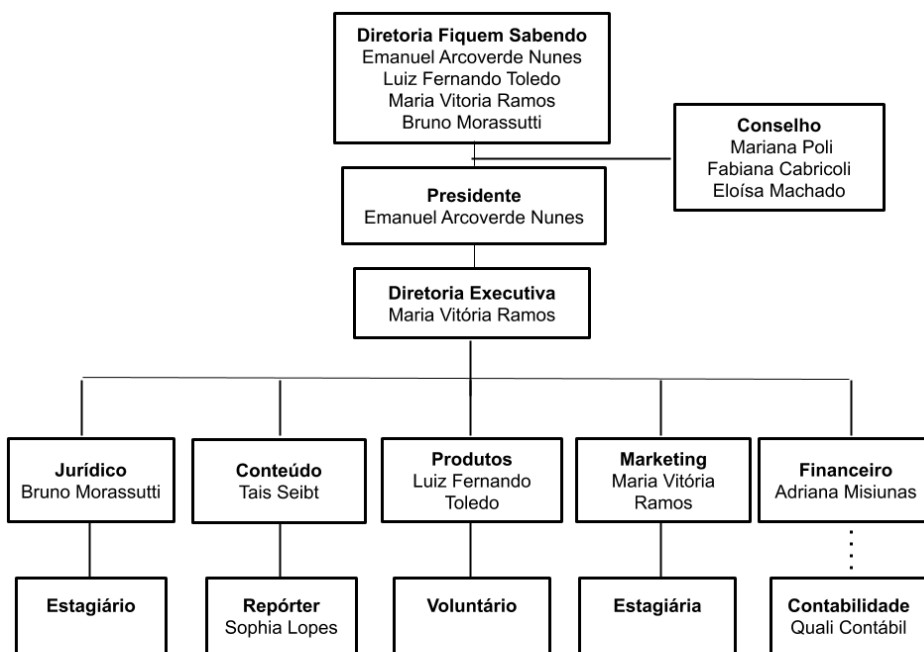 Diretoria Fiquem Sabendo
Emanuel Arcoverde Nunes
Luiz Fernando Toledo
Maria Vitoria Ramos
Bruno Morassutti
Conselho
Mariana Poli
Fabiana Cabricoli
Eloísa Machado
Presidente
Emanuel Arcoverde Nunes
Diretoria Executiva
Maria Vitória Ramos
Jurídico
Bruno Morassutti
Conteúdo
Tais Seibt
Produtos
Luiz Fernando
Toledo
Marketing
Maria Vitória
Ramos
Financeiro
Adriana Misiunas
Estagiário
Repórter
Sophia Lopes
Voluntário
Estagiária
Contabilidade
Quali Contábil